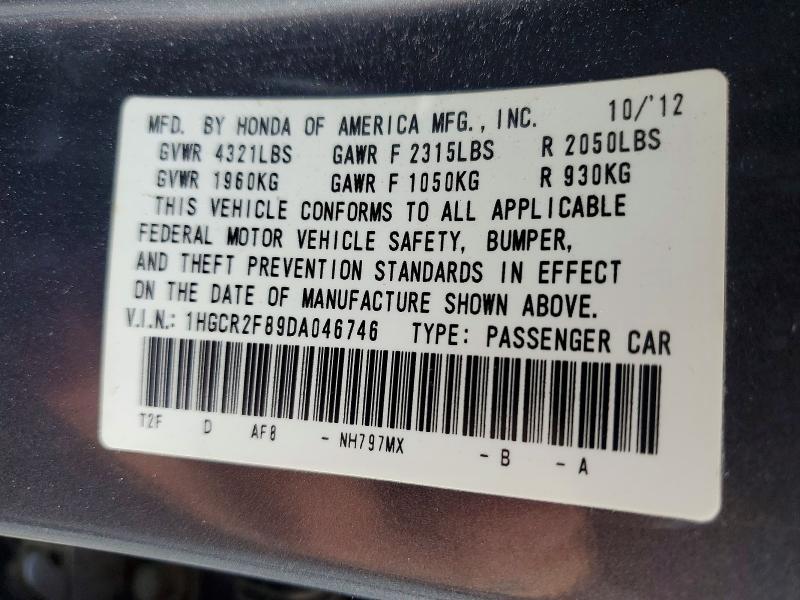 MFD. BY HONDA OF AMERICA MFG., INC. 10/'12
GVWR 4321LBS GAWR F 2315LBS R 2050LBS
GVWR 1960KG GAWR F 1050KG R 930KG
THIS VEHICLE CONFORMS TO ALL APPLICABLE
FEDERAL MOTOR VEHICLE SAFETY, BUMPER,
AND THEFT PREVENTION STANDARDS IN EFFECT
ON THE DATE OF MANUFACTURE SHOWN ABOVE.
V.I.N.: 1HGCR2F89DA046746 TYPE: PASSENGER CAR
T2F D AF8 - NH797MX - B - A